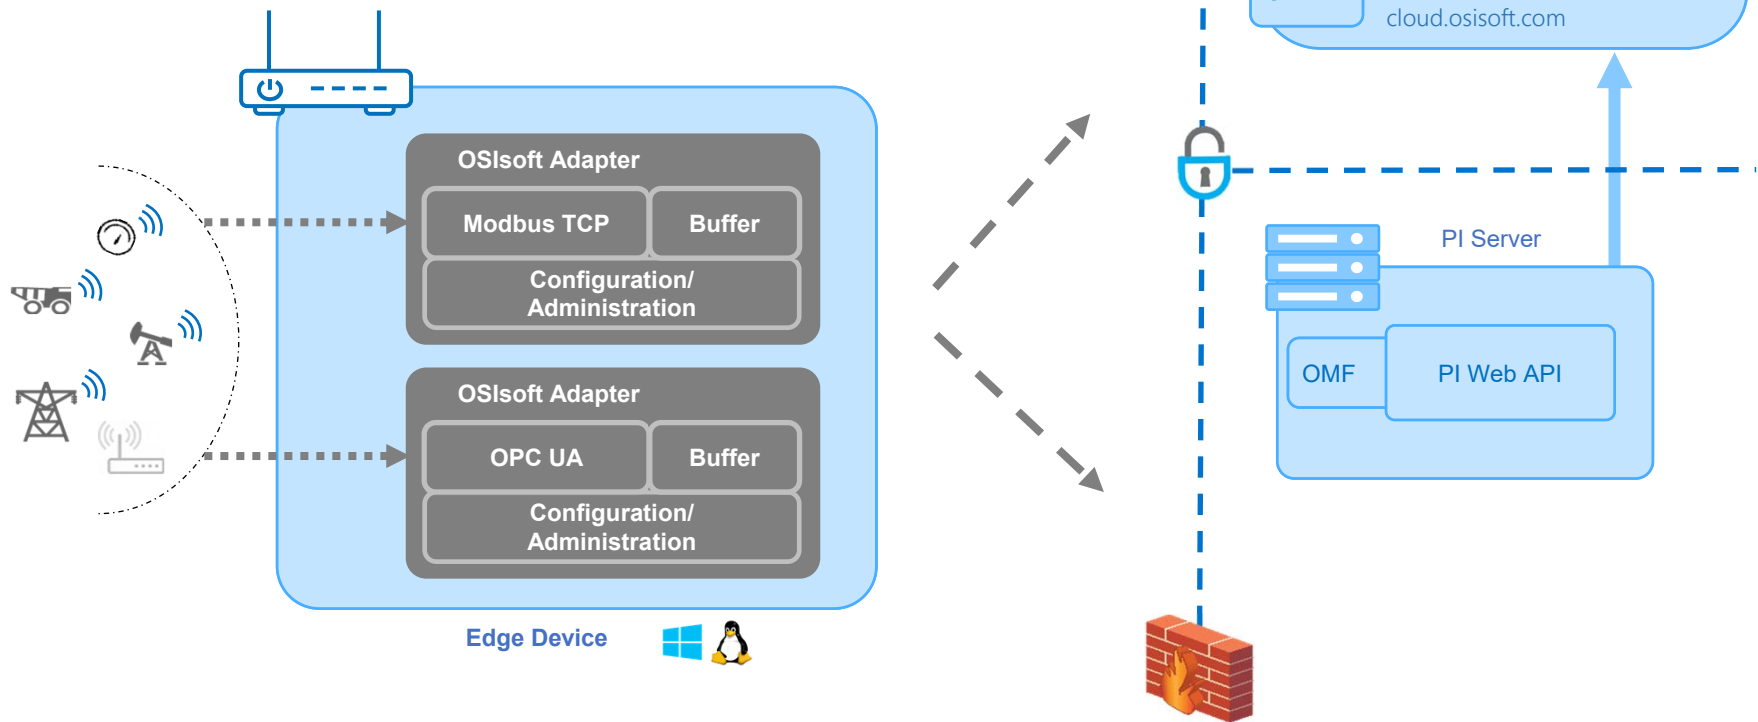 cloud.osisoft.com
OSIsoft Adapter
Modbus TCP
Buffer
Configuration/
Administration
OSIsoft Adapter
OPC UA
Buffer
Configuration/
Administration
Edge Device
PI Server
OMF
PI Web API